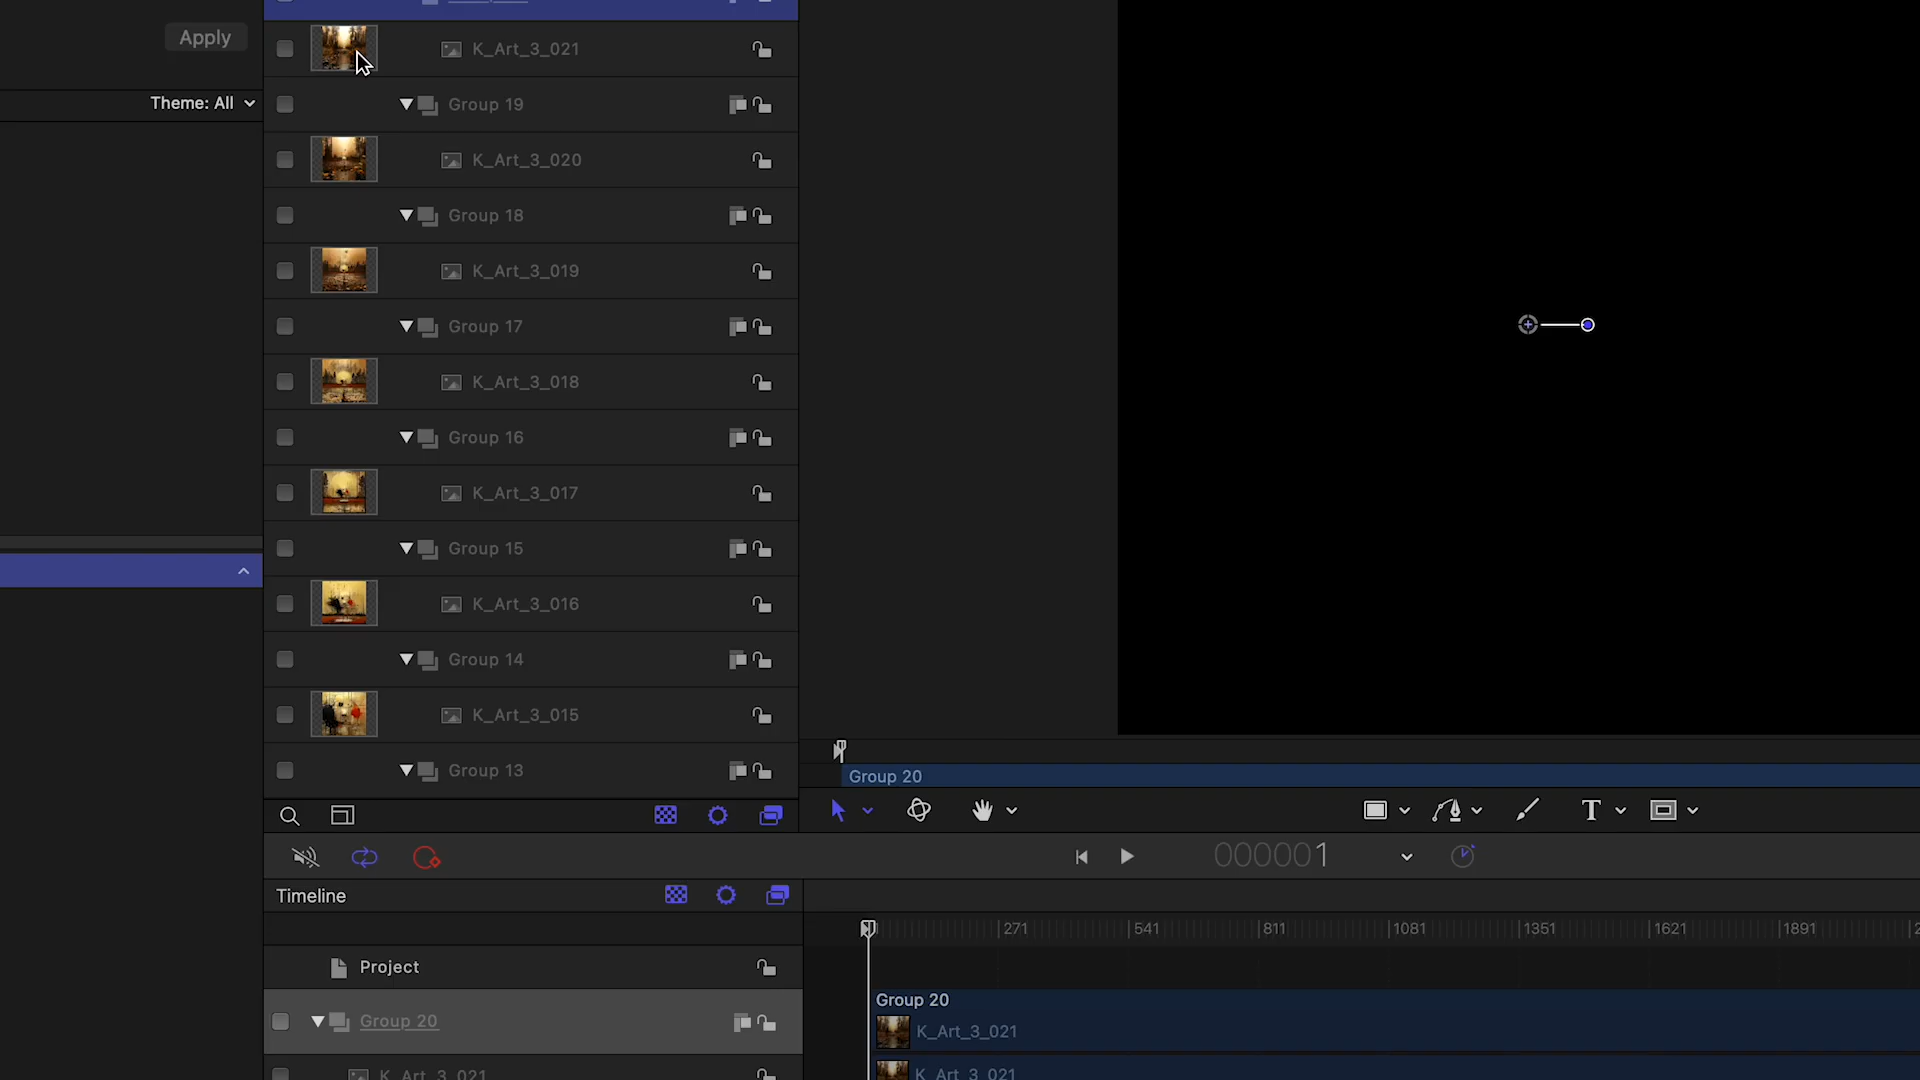 Apply
Theme: All
K_Art_3_021
Group 19
K_Art_3_020
Group 18
K_Art_3_019
Group 17
K_Art_3_018
Group 16
K_Art_3_017
Group 15
K_Art_3_016
Group 14
K_Art_3_015
Group 13
Group 20
T
000001
Timeline
271
541
811
1081
1351
1621
1891
Project
Group 20
Group 20
K_Art_3_021
K_Art_3_021
K_Art_3_021